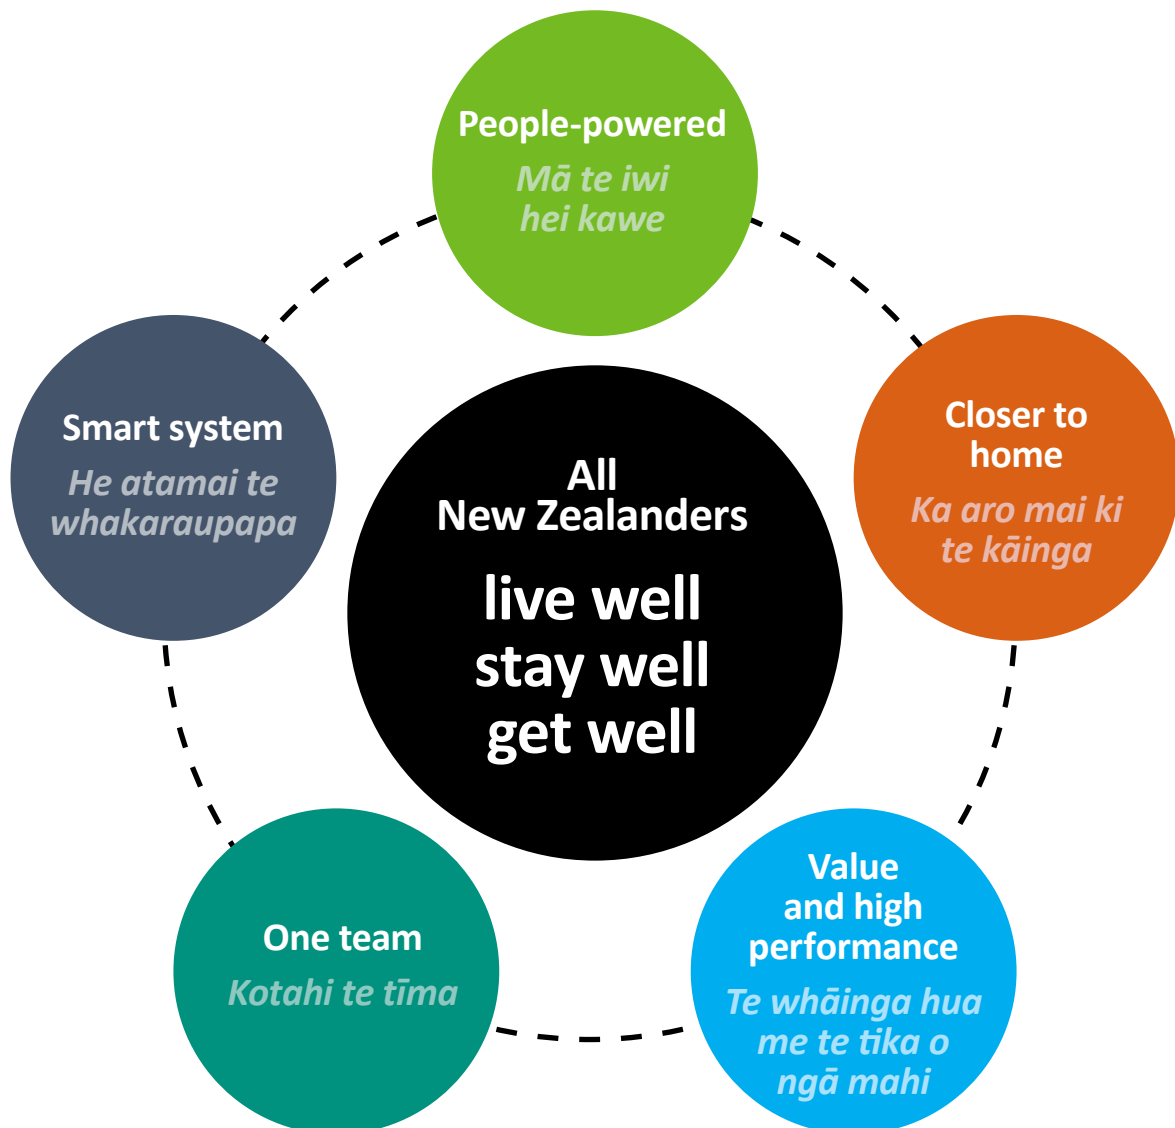 People-powered
Mā te iwi
hei kawe
Closer to
home
Ka aro mai ki
te kāinga
Value
and high
performance
Te whāinga hua
me te tika o
ngā mahi
One team
Kotahi te tīma
Smart system
He atamai te
whakaraupapa
All
New Zealanders
live well
stay well
get well